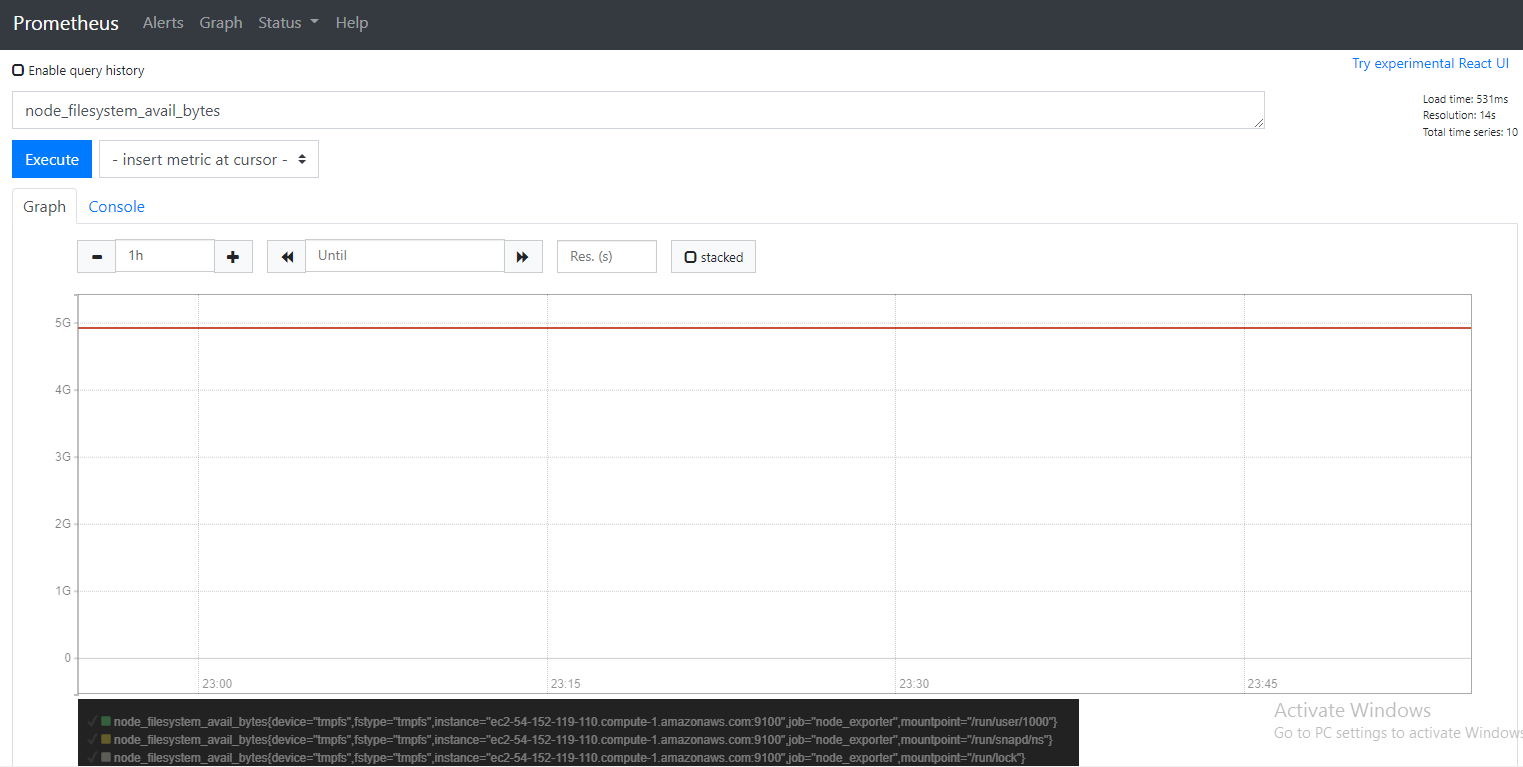 Prometheus Alerts Graph Status Help
Enable query history
Try experimental React UI
node_filesystem_avail_bytes
Load time: 531ms
Resolution: 14s
Total time series: 10
Execute
- insert metric at cursor -
Graph Console
1h
Until
Res. (s)
stacked
5G
4G
3G
2G
1G
0
23:00 23:15 23:30 23:45
node_filesystem_avail_bytes{device="tmpfs",fstype="tmpfs",instance="ec2-54-152-119-110.compute-1.amazonaws.com:9100",job="node_exporter",mountpoint="/run/user/1000"}
node_filesystem_avail_bytes{device="tmpfs",fstype="tmpfs",instance="ec2-54-152-119-110.compute-1.amazonaws.com:9100",job="node_exporter",mountpoint="/run/snapd/ns"}
node_filesystem_avail_bytes{device="tmpfs",fstype="tmpfs",instance="ec2-54-152-119-110.compute-1.amazonaws.com:9100",job="node_exporter",mountpoint="/run/lock"}
Activate Windows
Go to PC settings to activate Windows